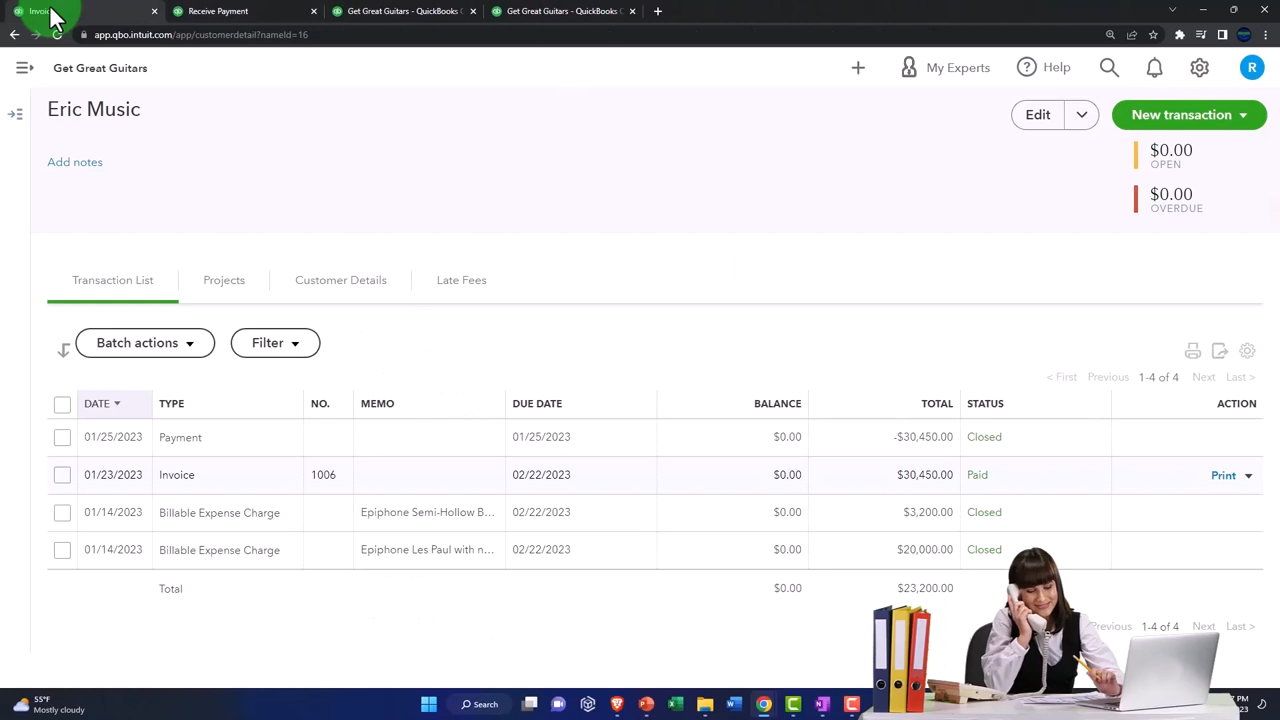 Invoic
Receive Payment
Get Great Guitars - QuickBooks C
Get Great Guitars - QuickBooks C
app.qbo.intuit.com/app/customerdetail?nameId=16
Get Great Guitars
My Experts
Help
R
Eric Music
Edit
New transaction
Add notes
$0.00
OPEN
$0.00
OVERDUE
Transaction List
Projects
Customer Details
Late Fees
Batch actions
Filter
< First Previous 1-4 of 4 Next Last >
DATE TYPE NO. MEMO DUE DATE BALANCE TOTAL STATUS ACTION
01/25/2023 Payment 01/25/2023 $0.00 -$30,450.00 Closed
01/23/2023 Invoice 1006 02/22/2023 $0.00 $30,450.00 Paid Print
01/14/2023 Billable Expense Charge Epiphone Semi-Hollow B... 02/22/2023 $0.00 $3,200.00 Closed
01/14/2023 Billable Expense Charge Epiphone Les Paul with n... 02/22/2023 $0.00 $20,000.00 Closed
Total $0.00 $23,200.00
Previous 1-4 of 4 Next Last >
55°F
Mostly cloudy
Search